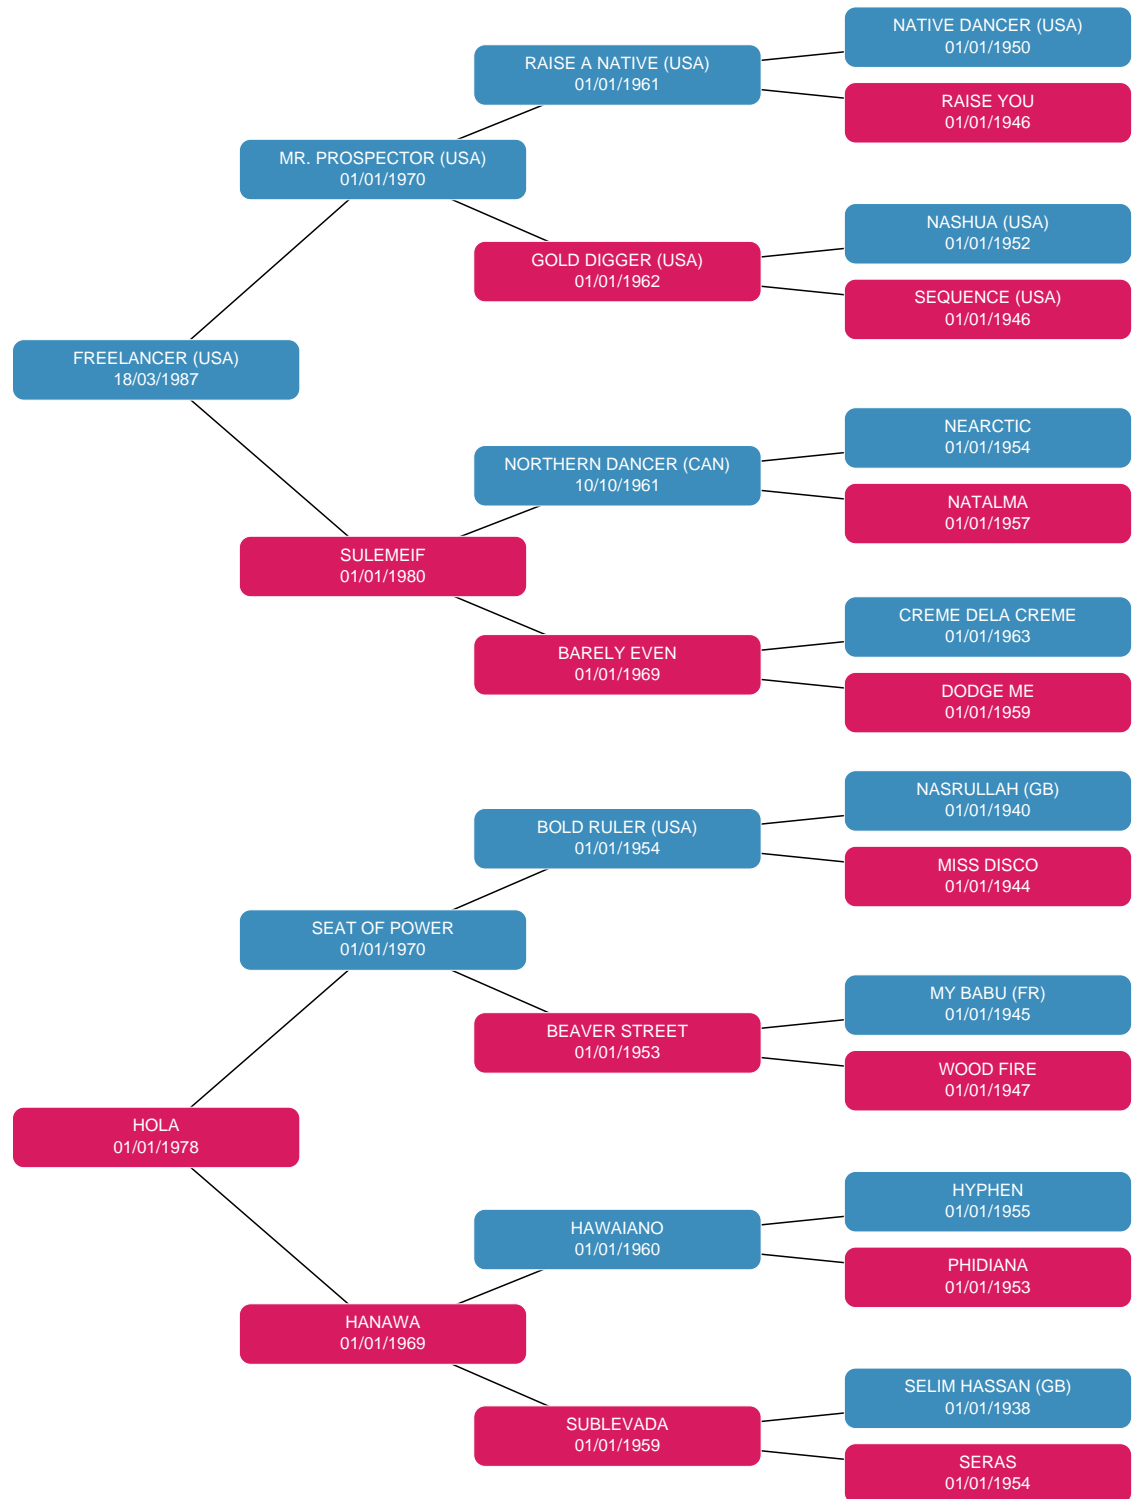 NATIVE DANCER (USA)
01/01/1950
RAISE A NATIVE (USA)
01/01/1961
RAISE YOU
01/01/1946
MR. PROSPECTOR (USA)
01/01/1970
NASHUA (USA)
01/01/1952
GOLD DIGGER (USA)
01/01/1962
SEQUENCE (USA)
01/01/1946
FREELANCER (USA)
18/03/1987
NEARCTIC
01/01/1954
NORTHERN DANCER (CAN)
10/10/1961
NATALMA
01/01/1957
SULEMEIF
01/01/1980
CREME DELA CREME
01/01/1963
BARELY EVEN
01/01/1969
DODGE ME
01/01/1959
NASRULLAH (GB)
01/01/1940
BOLD RULER (USA)
01/01/1954
MISS DISCO
01/01/1944
SEAT OF POWER
01/01/1970
MY BABU (FR)
01/01/1945
BEAVER STREET
01/01/1953
WOOD FIRE
01/01/1947
HOLA
01/01/1978
HYPHEN
01/01/1955
HAWAIANO
01/01/1960
PHIDIANA
01/01/1953
HANAWA
01/01/1969
SELIM HASSAN (GB)
01/01/1938
SUBLEVADA
01/01/1959
SERAS
01/01/1954